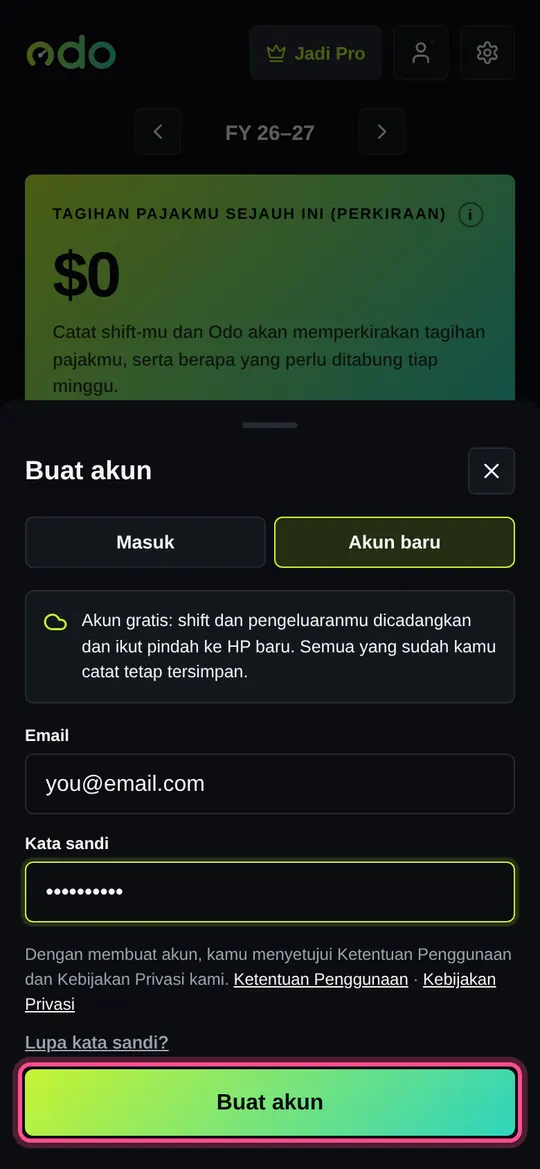 odo
Jadi Pro
FY 26–27
TAGIHAN PAJAKMU SEJAUH INI (PERKIRAAN)
$0
Catat shift-mu dan Odo akan memperkirakan tagihan
pajakmu, serta berapa yang perlu ditabung tiap
minggu.
Buat akun
Masuk
Akun baru
Akun gratis: shift dan pengeluaranmu dicadangkan
dan ikut pindah ke HP baru. Semua yang sudah kamu
catat tetap tersimpan.
Email
you@email.com
Kata sandi
••••••••••
Dengan membuat akun, kamu menyetujui Ketentuan Penggunaan
dan Kebijakan Privasi kami. Ketentuan Penggunaan · Kebijakan
Privasi
Lupa kata sandi?
Buat akun